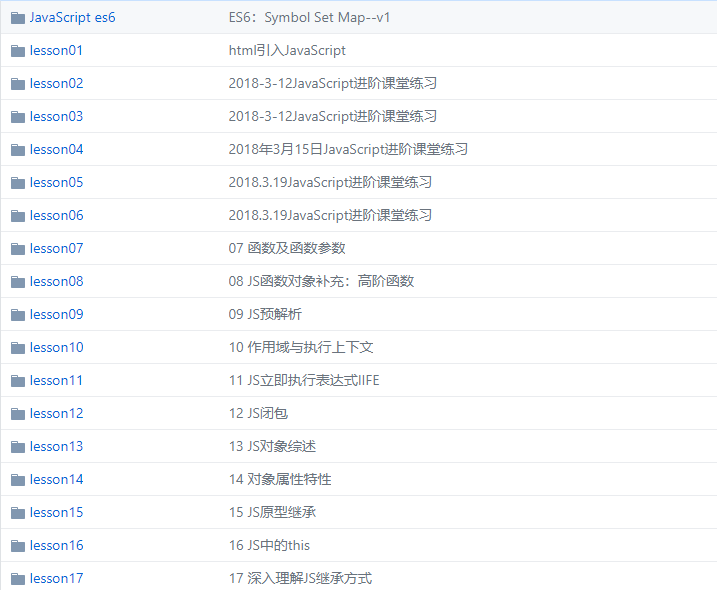 JavaScript es6 ES6：Symbol Set Map--v1
lesson01 html引入JavaScript
lesson02 2018-3-12JavaScript进阶课堂练习
lesson03 2018-3-12JavaScript进阶课堂练习
lesson04 2018年3月15日JavaScript进阶课堂练习
lesson05 2018.3.19JavaScript进阶课堂练习
lesson06 2018.3.19JavaScript进阶课堂练习
lesson07 07 函数及函数参数
lesson08 08 JS函数对象补充：高阶函数
lesson09 09 JS预解析
lesson10 10 作用域与执行上下文
lesson11 11 JS立即执行表达式IIFE
lesson12 12 JS闭包
lesson13 13 JS对象综述
lesson14 14 对象属性特性
lesson15 15 JS原型继承
lesson16 16 JS中的this
lesson17 17 深入理解JS继承方式